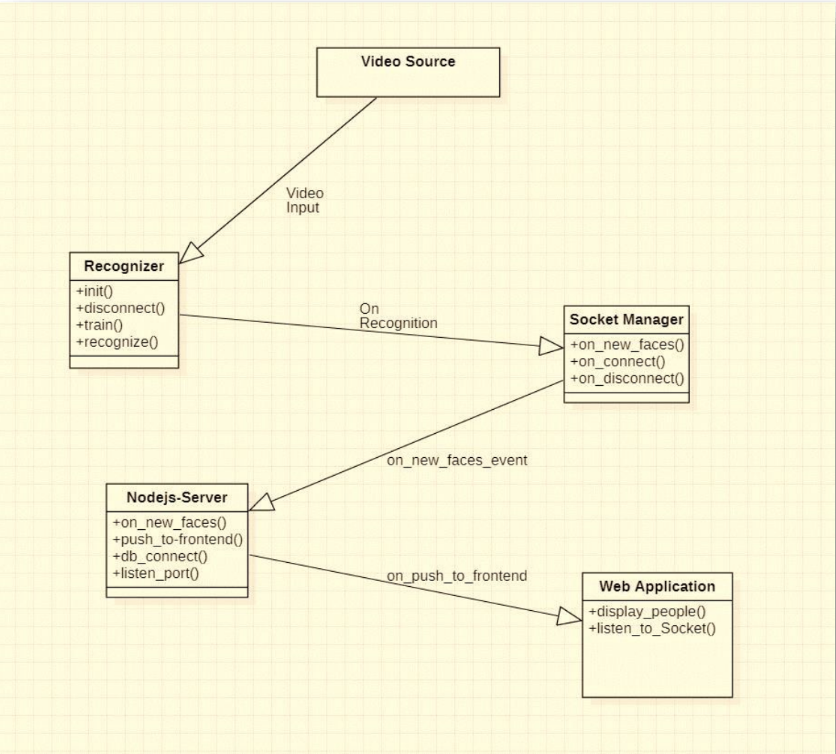 Video Source
Video
Input
Recognizer
+init()
+disconnect()
+train()
+recognize()
On
Recognition
Socket Manager
+on_new_faces()
+on_connect()
+on_disconnect()
on_new_faces_event
Nodejs-Server
+on_new_faces()
+push_to-frontend()
+db_connect()
+listen_port()
on_push_to_frontend
Web Application
+display_people()
+listen_to_Socket()